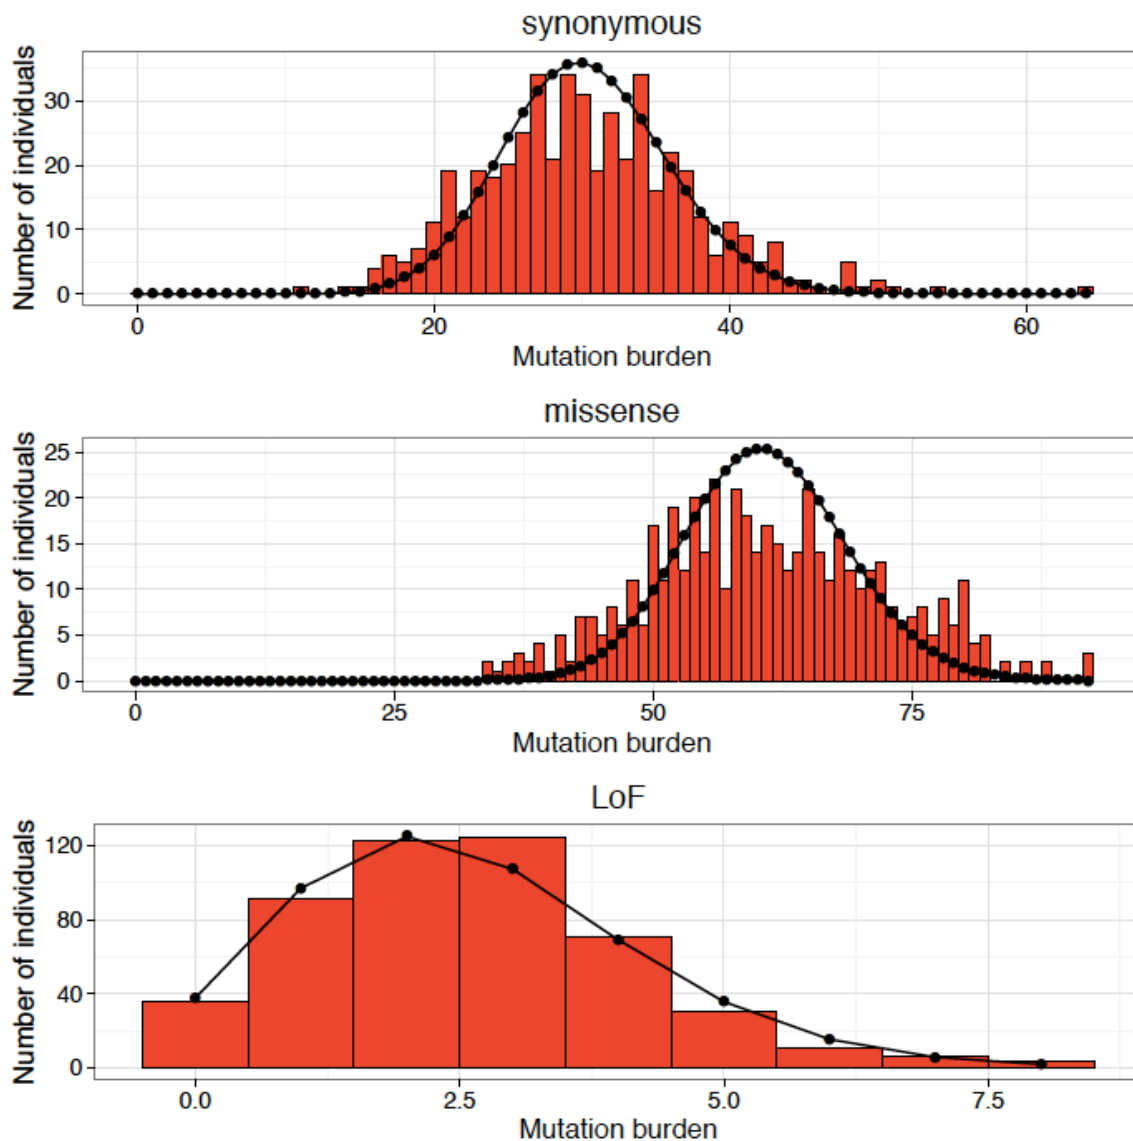 synonymous
Number of individuals
30
20
10
0
0 20 40 60
Mutation burden
missense
Number of individuals
25
20
15
10
5
0
0 25 50 75
Mutation burden
LoF
Number of individuals
120
80
40
0
0.0 2.5 5.0 7.5
Mutation burden